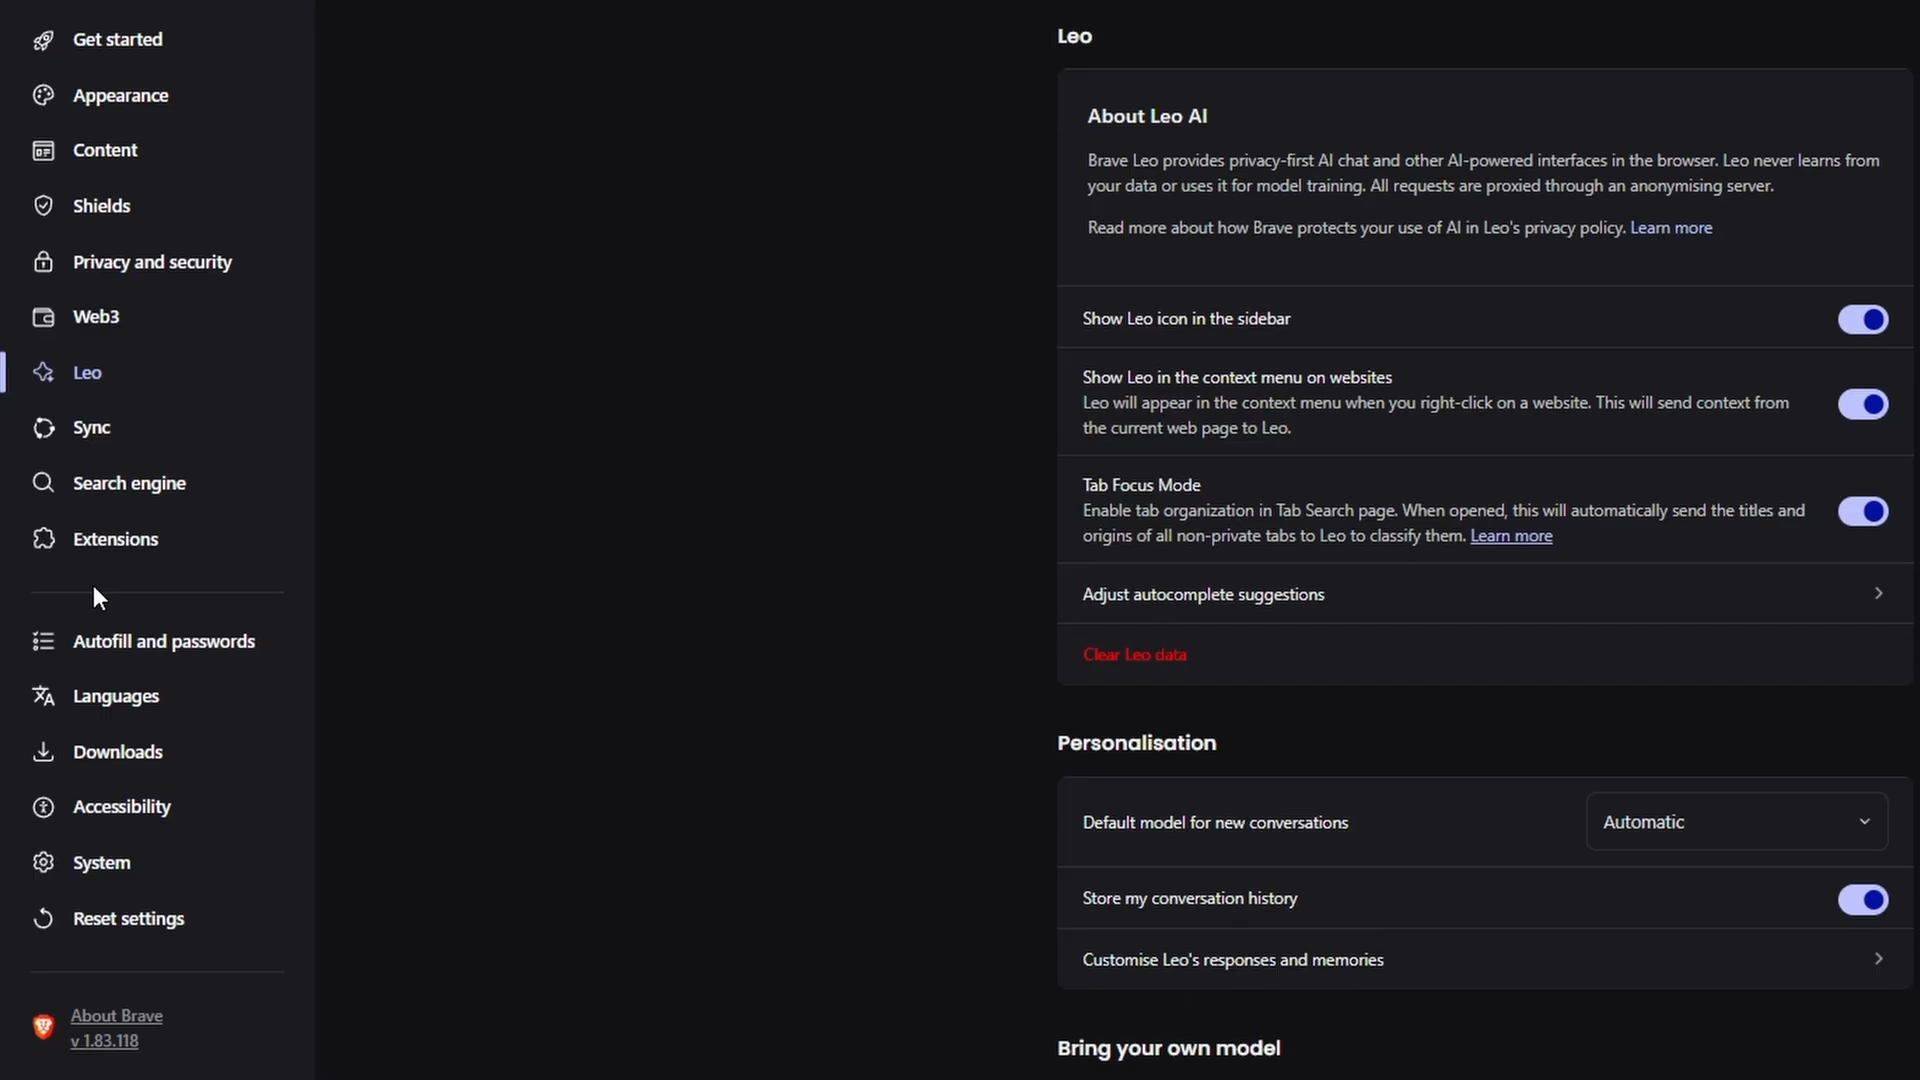 Get started
Appearance
Content
Shields
Privacy and security
Web3
Leo
Sync
Search engine
Extensions
Autofill and passwords
Languages
Downloads
Accessibility
System
Reset settings
About Brave
v 1.83.118
Leo
About Leo AI
Brave Leo provides privacy-first AI chat and other AI-powered interfaces in the browser. Leo never learns from
your data or uses it for model training. All requests are proxied through an anonymising server.
Read more about how Brave protects your use of AI in Leo's privacy policy. Learn more
Show Leo icon in the sidebar
Show Leo in the context menu on websites
Leo will appear in the context menu when you right-click on a website. This will send context from
the current web page to Leo.
Tab Focus Mode
Enable tab organization in Tab Search page. When opened, this will automatically send the titles and
origins of all non-private tabs to Leo to classify them. Learn more
Adjust autocomplete suggestions
Clear Leo data
Personalisation
Default model for new conversations
Automatic
Store my conversation history
Customise Leo's responses and memories
Bring your own model